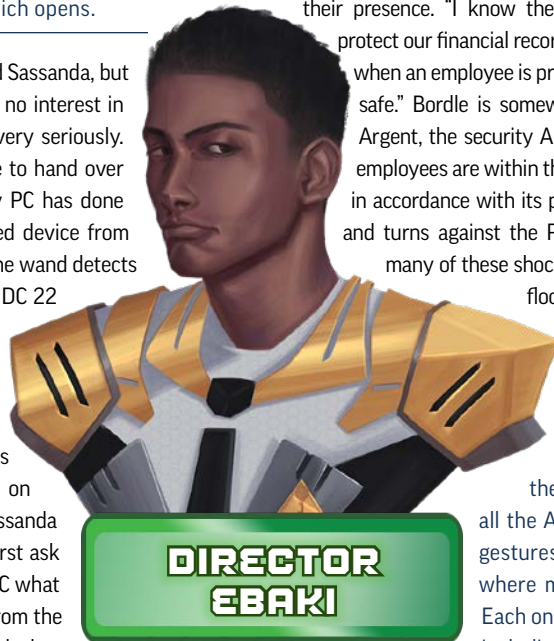 ich opens.
l Sassanda, but
no interest in
very seriously.
e to hand over
y PC has done
ed device from
he wand detects
DC 22
s
on
ssanda
rst ask
C what
rom the
their presence. “I know the
protect our financial recor
when an employee is pr
safe.” Bordle is somew
Argent, the security A
employees are within th
in accordance with its p
and turns against the P
many of these shoc
floo
the
all the A
gestures
where m
Each on
DIRECTOR
EBAKI